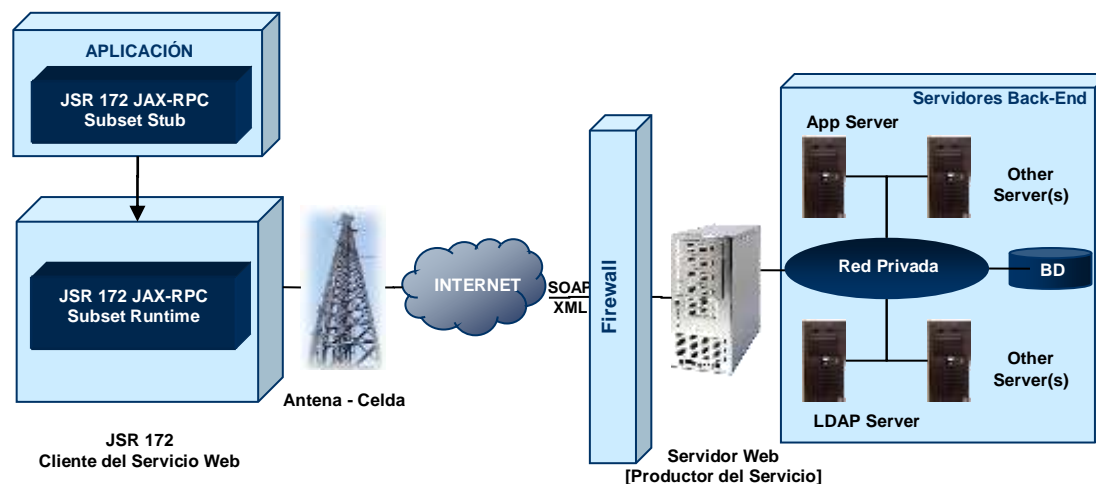 APLICACIÓN
JSR 172 JAX-RPC
Subset Stub
JSR 172 JAX-RPC
Subset Runtime
JSR 172
Cliente del Servicio Web
Antena - Celda
INTERNET
SOAP
XML
Firewall
Servidor Web
[Productor del Servicio]
Servidores Back-End
App Server
Other
Server(s)
Red Privada
BD
Other
Server(s)
LDAP Server